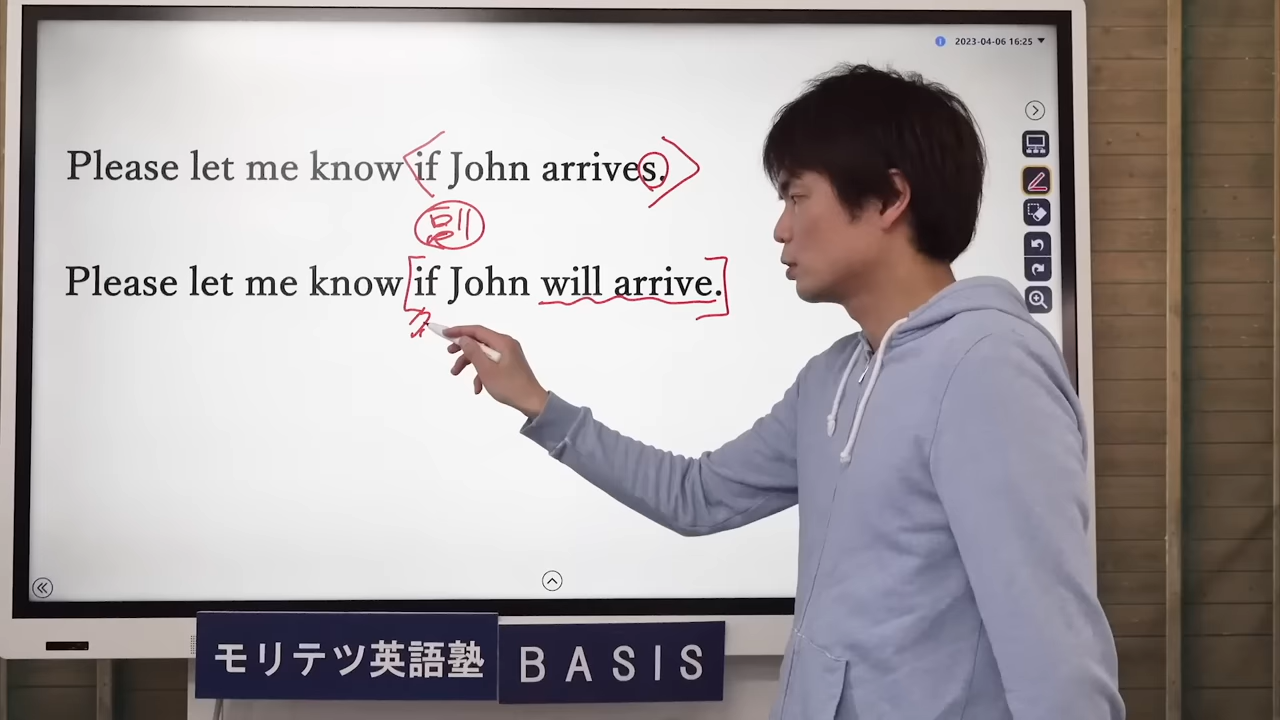 2023-04-06 16:25
Please let me know if John arrives.
副
Please let me know if John will arrive.
モリテツ英語塾 BASIS